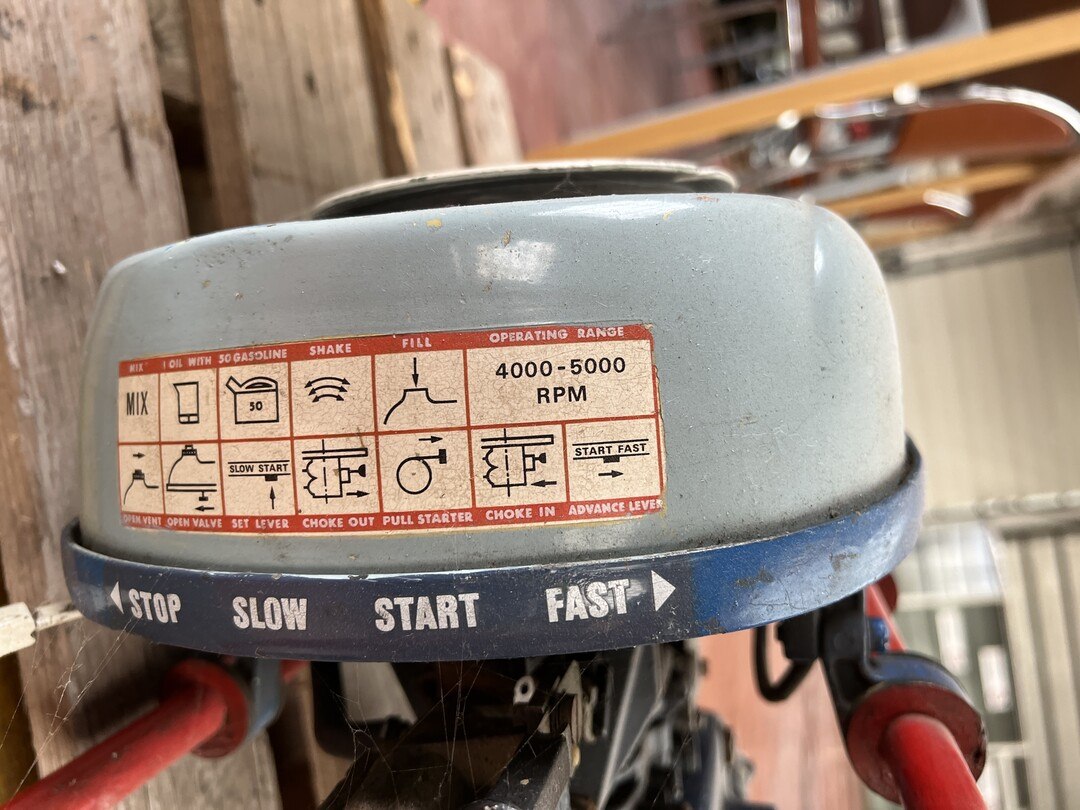 MIX 1 OIL WITH 50 GASOLINE SHAKE FILL OPERATING RANGE
MIX 50 4000-5000
RPM
SLOW START START FAST
OPEN VENT OPEN VALVE SET LEVER CHOKE OUT PULL STARTER CHOKE IN ADVANCE LEVER
STOP SLOW START FAST